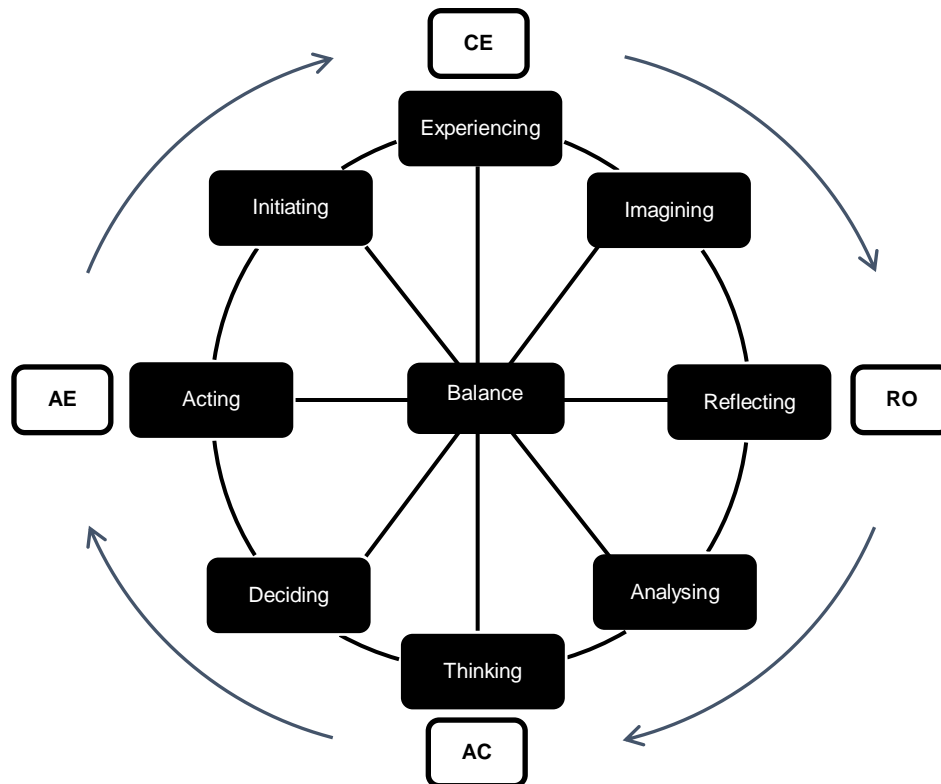 CE
Experiencing
Initiating
Imagining
AE
Acting
Balance
Reflecting
RO
Deciding
Analysing
Thinking
AC